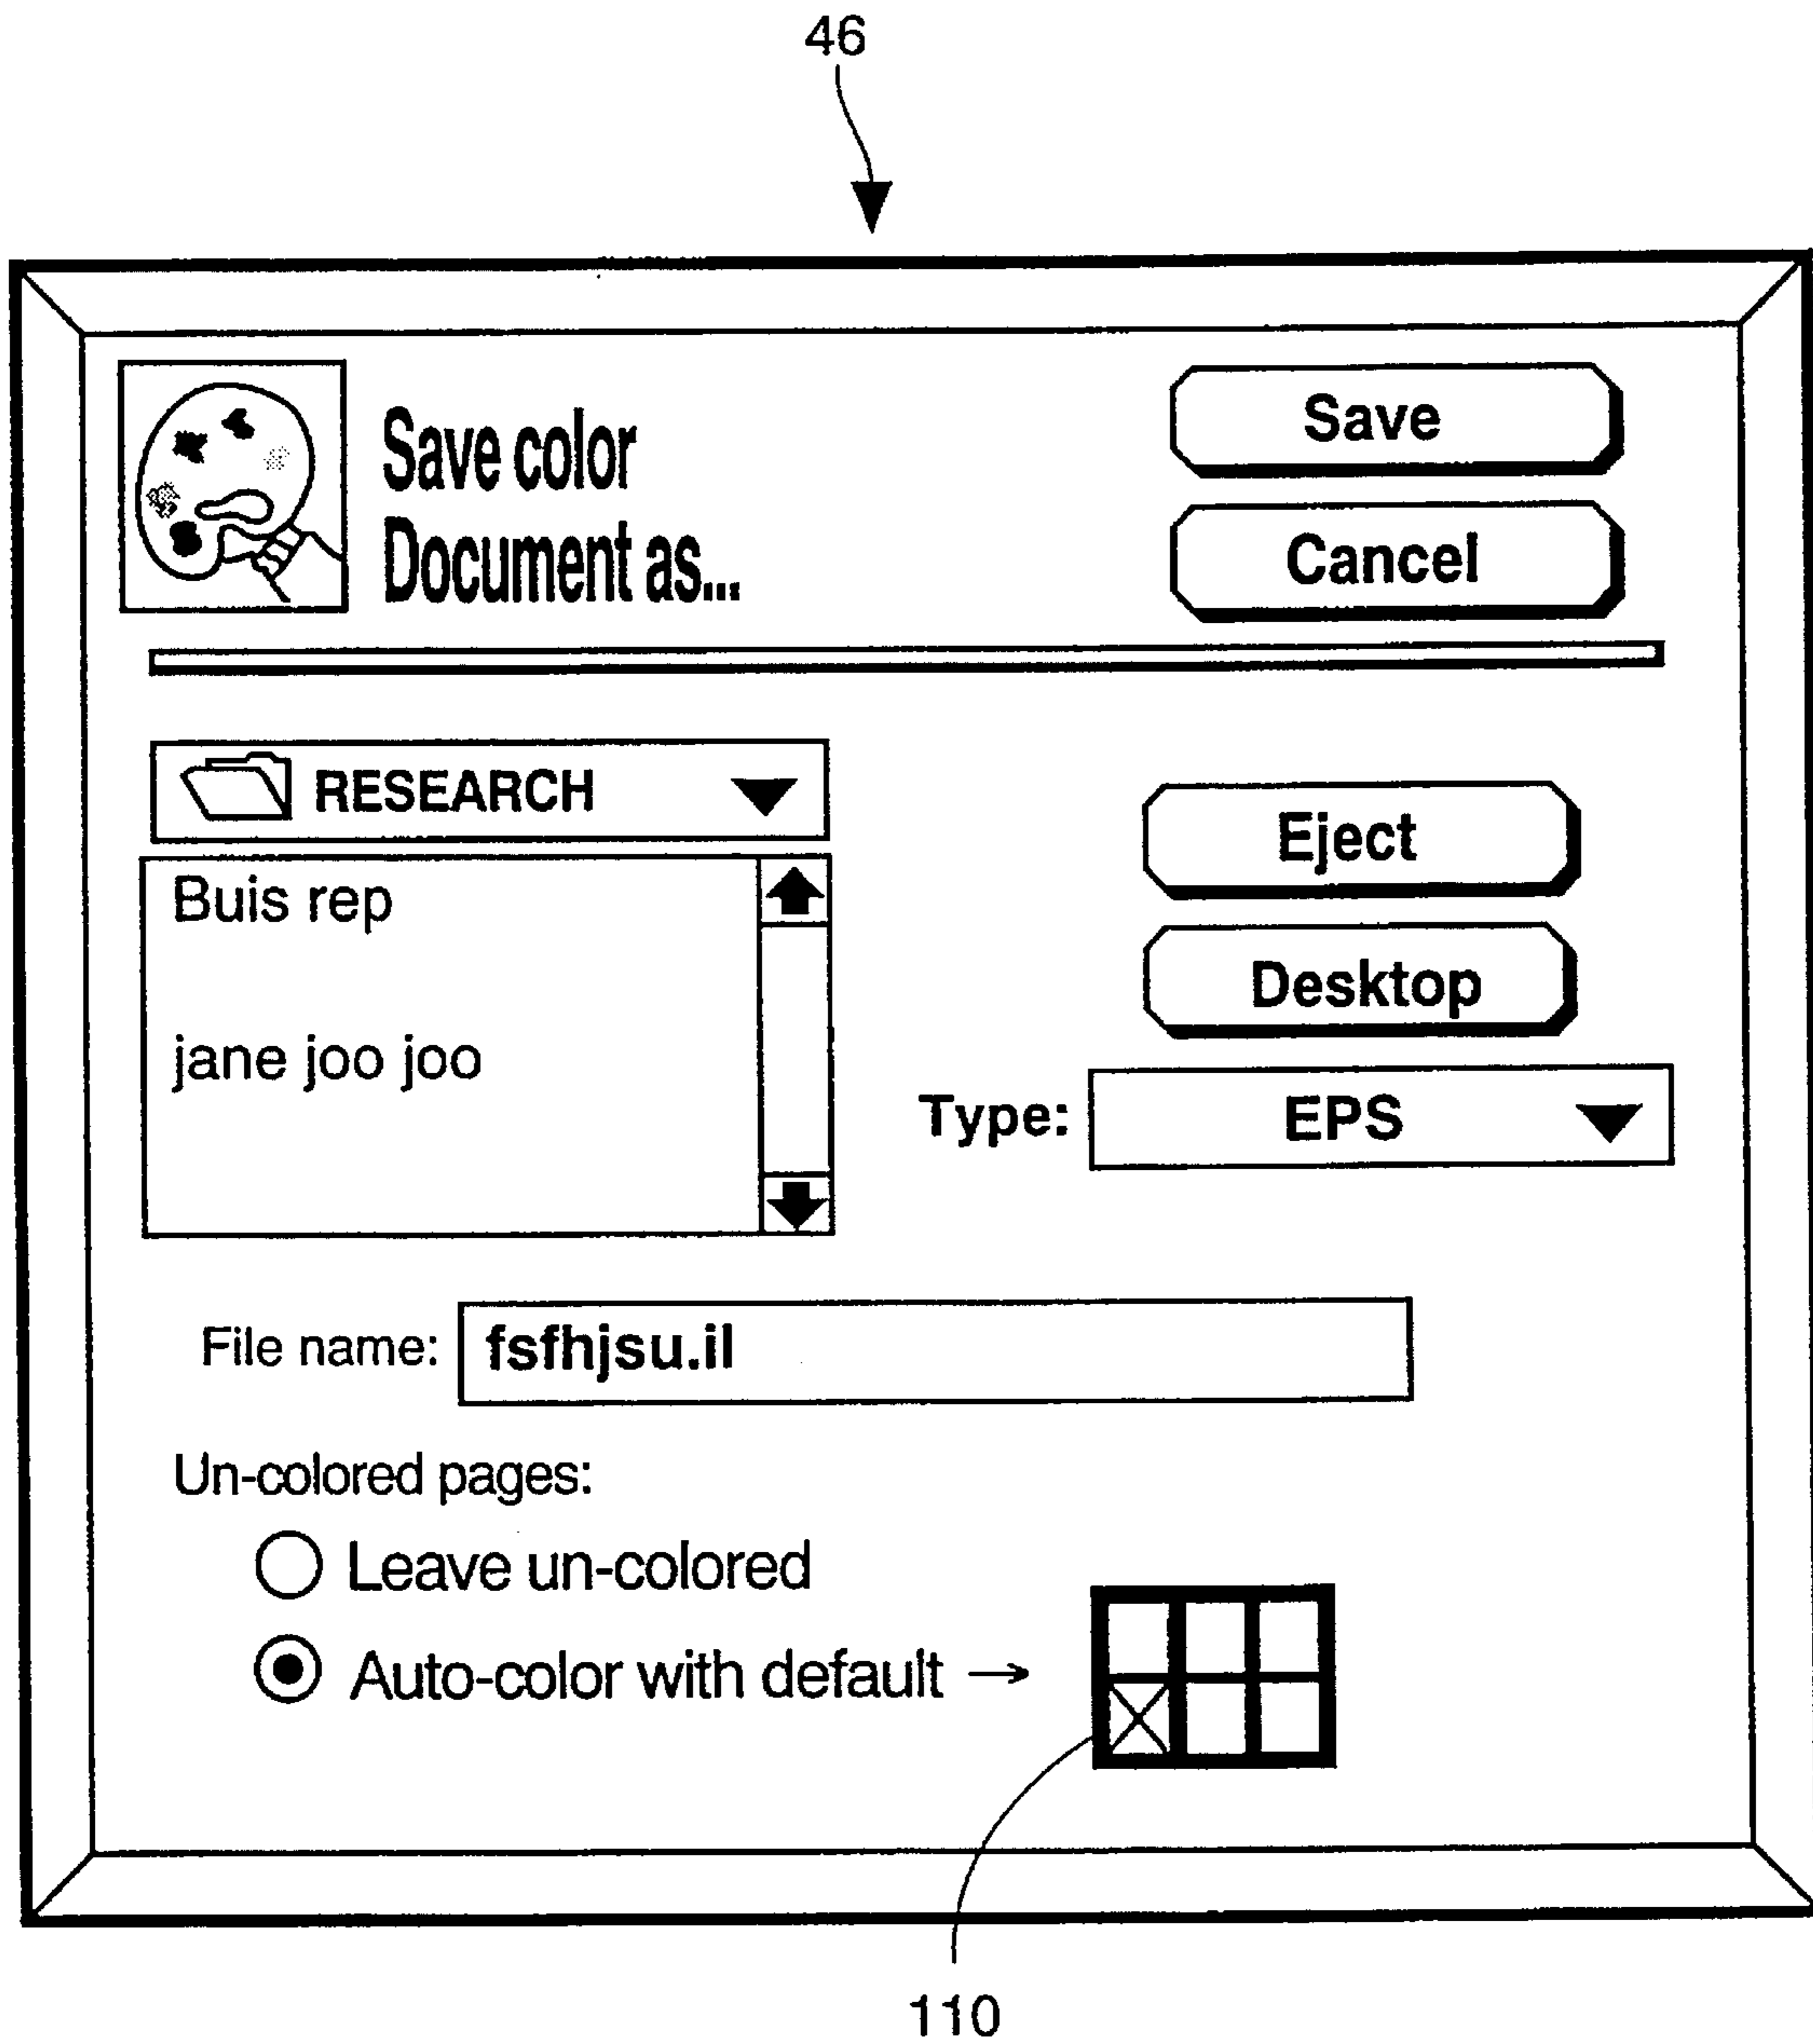 46
Save color
Document as...
Save
Cancel
RESEARCH
Buis rep
jane joo joo
Eject
Desktop
Type: EPS
File name: fsfhjsu.il
Un-colored pages:
Leave un-colored
Auto-color with default →
110